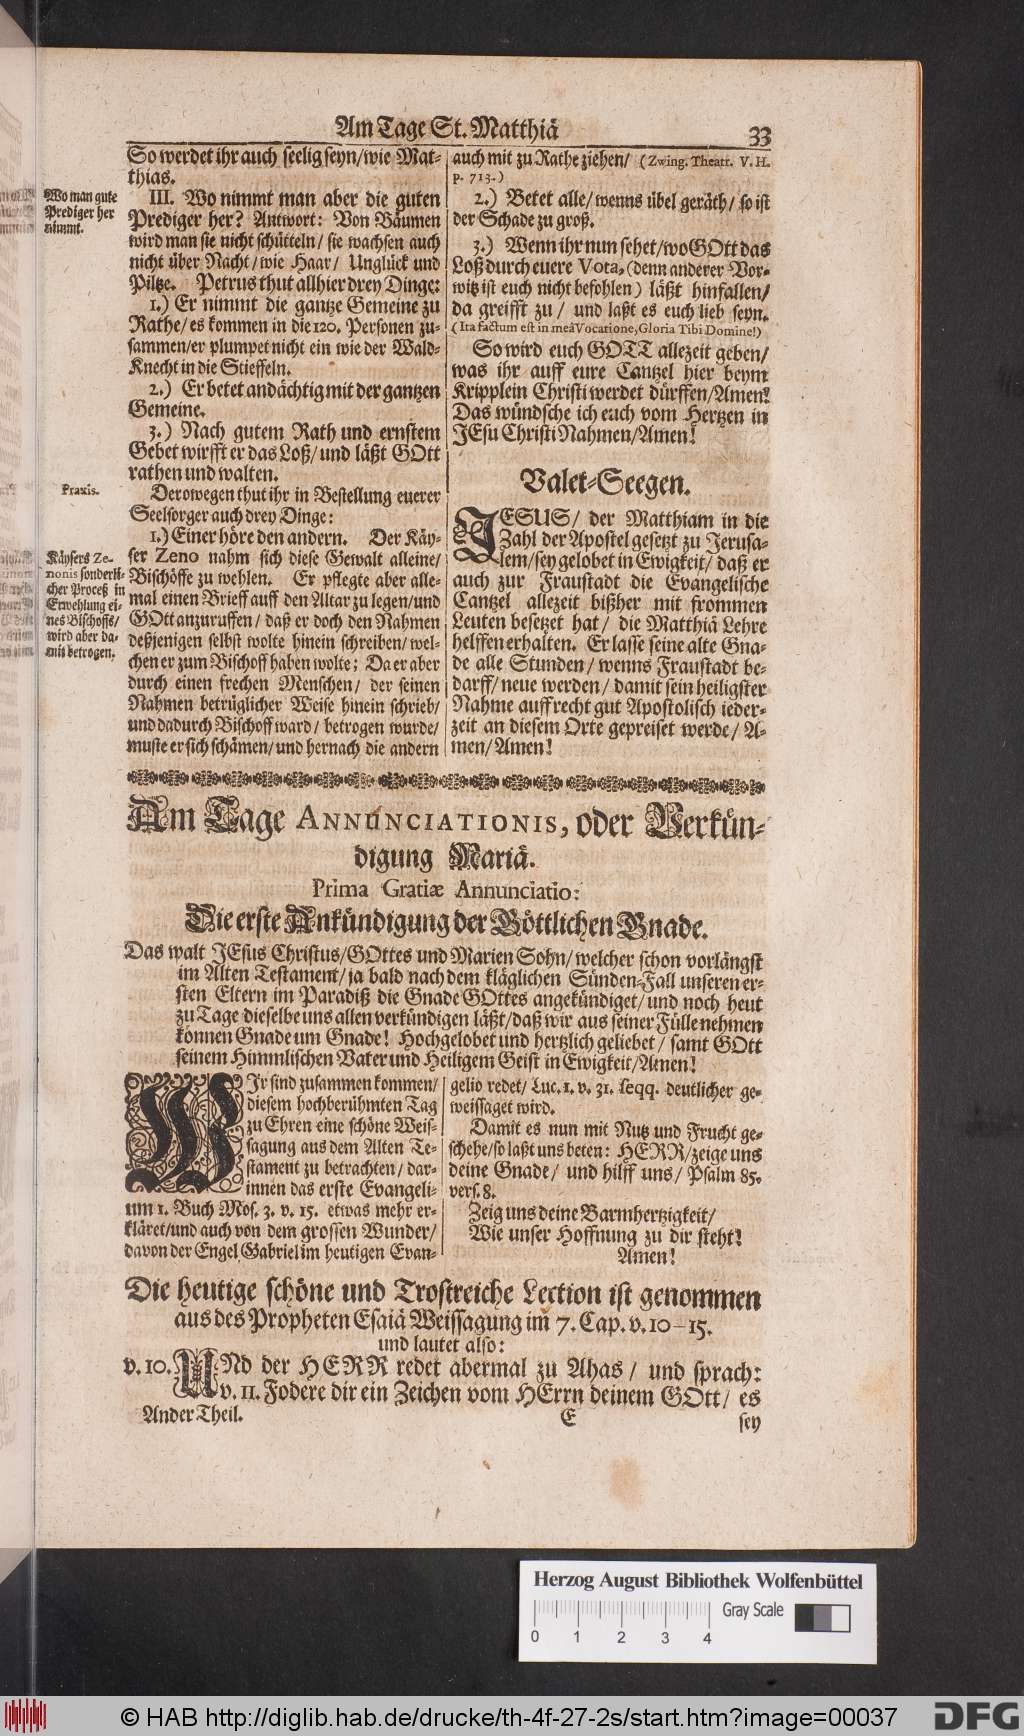 Am Tage St. Matthiä
33
So werdet ihr auch seelig seyn/wie Mat-
thias.
Wo man gute
Prediger her
nimmt.
III. Wo nimmt man aber die guten
Prediger her? Antwort: Von Bäumen
wird man sie nicht schütteln/ sie wachsen auch
nicht über Nacht/ wie Haar/ Unglück und
Piltze. Petrus thut allhier drey Dinge:
1.) Er nimmt die gantze Gemeine zu
Rathe/ es kommen in die 120. Personen zu-
sammen/er plumpet nicht ein wie der Wald-
Knecht in die Stieffeln.
2.) Er betet andächtig mit der gantzen
Gemeine.
3.) Nach gutem Rath und ernstem
Gebet wirfft er das Loß/ und läßt GOtt
rathen und walten.
Praxis.
Derowegen thut ihr in Bestellung euerer
Seelsorger auch drey Dinge:
1.) Einer höre den andern. Der Käy-
ser Zeno nahm sich diese Gewalt alleine/
Käysers Ze-
nonis sonderli-
cher Proceß in
Erwehlung ei-
nes Bischoffs/
wird aber da-
mit betrogen.
Bischöffe zu wehlen. Er pflegte aber alle-
mal einen Brieff auff den Altar zu legen/und
GOtt anzuruffen/ daß er doch den Nahmen
deßjenigen selbst wolte hinein schreiben/ wel-
chen er zum Bischoff haben wolte; Da er aber
durch einen frechen Menschen/ der seinen
Nahmen betrüglicher Weise hinein schrieb/
und dadurch Bischoff ward/ betrogen wurde/
muste er sich schämen/ und hernach die andern
auch mit zu Rathe ziehen/ (Zwing. Theatr. V. H.
p. 713.)
2.) Betet alle/ wenns übel geräth/ so ist
der Schade zu groß.
3.) Wenn ihr nun sehet/ wo GOtt das
Loß durch euere Vota, (denn anderer Vor-
witz ist euch nicht befohlen) läßt hinfallen/
da greifft zu/ und laßt es euch lieb seyn.
(Ita factum est in meâ Vocatione, Gloria Tibi Domine!)
So wird euch GOTT allezeit geben/
was ihr auff eure Cantzel hier beym
Kripplein Christi werdet dürffen/Amen!
Das wündsche ich euch vom Hertzen in
JEsu Christi Nahmen/Amen!
Valet-Seegen.
JESUS/ der Matthiam in die
Zahl der Apostel gesetzt zu Jerusa-
lem/sey gelobet in Ewigkeit/ daß er
auch zur Fraustadt die Evangelische
Cantzel allezeit bißher mit frommen
Leuten besetzet hat/ die Matthiä Lehre
helffen erhalten. Er lasse seine alte Gna-
de alle Stunden/ wenns Fraustadt be-
darff/ neue werden/ damit sein heiligster
Nahme auff recht gut Apostolisch ieder-
zeit an diesem Orte gepreiset werde/ A-
men/ Amen!
Am Tage ANNUNCIATIONIS, oder Verkün-
digung Mariä.
Prima Gratiæ Annunciatio:
Die erste Ankündigung der Göttlichen Gnade.
Das walt JEsus Christus/GOttes und Marien Sohn/ welcher schon vorlängst
im Alten Testament/ ja bald nach dem kläglichen Sünden-Fall unseren er-
sten Eltern im Paradiß die Gnade GOttes angekündiget/ und noch heut
zu Tage dieselbe uns allen verkündigen läßt/ daß wir aus seiner Fülle nehmen
können Gnade um Gnade! Hochgelobet und hertzlich geliebet/ samt GOtt
seinem Himmlischen Vater und Heiligem Geist in Ewigkeit/Amen!
WIr sind zusammen kommen/
diesem hochberühmten Tag
zu Ehren eine schöne Weis-
sagung aus dem Alten Te-
stament zu betrachten/ dar-
innen das erste Evangeli-
um 1. Buch Mos. 3. v. 15. etwas mehr er-
kläret/und auch von dem grossen Wunder/
davon der Engel Gabriel im heutigen Evan-
gelio redet/ Luc. 1. v. 31. seqq. deutlicher ge-
weissaget wird.
Damit es nun mit Nutz und Frucht ge-
schehe/so laßt uns beten: HERR/zeige uns
deine Gnade/ und hilff uns/ Psalm 85.
vers. 8.
Zeig uns deine Barmhertzigkeit/
Wie unser Hoffnung zu dir steht!
Amen!
Die heutige schöne und Trostreiche Lection ist genommen
aus des Propheten Esaiä Weissagung im 7. Cap. v. 10–15.
und lautet also:
v. 10. UNd der HERR redet abermal zu Ahas/ und sprach:
v. 11. Fodere dir ein Zeichen vom HErrn deinem GOtt/ es
Ander Theil.
E
sey
Herzog August Bibliothek Wolfenbüttel
Gray Scale
0 1 2 3 4
© HAB http://diglib.hab.de/drucke/th-4f-27-2s/start.htm?image=00037
DFG